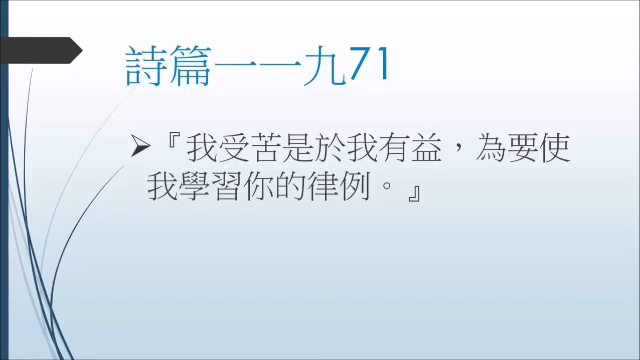 詩篇一一九71
➢『我受苦是於我有益，為要使
我學習你的律例。』